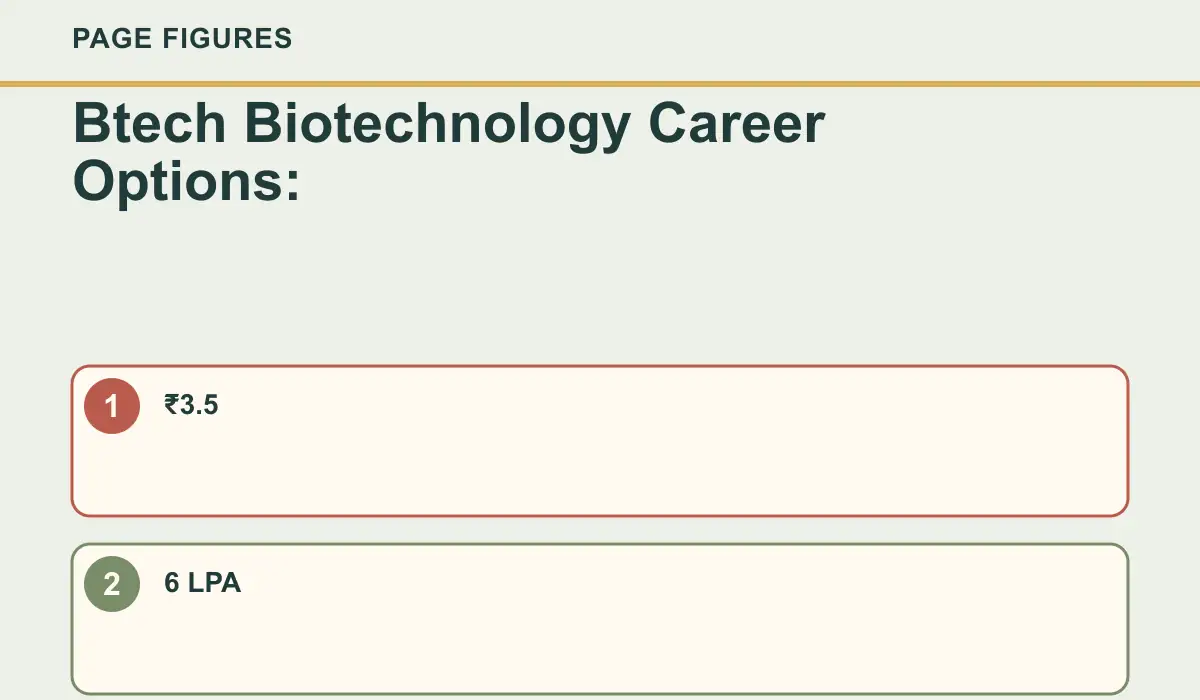 PAGE FIGURES
Btech Biotechnology Career
Options:
1 ₹3.5
2 6 LPA